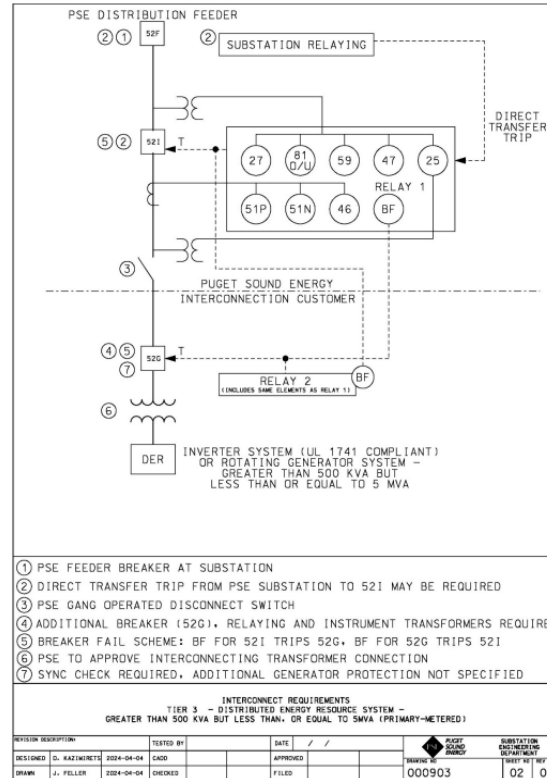 PSE DISTRIBUTION FEEDER
② ① 52F
② SUBSTATION RELAYING
DIRECT
TRANSFER
TRIP
⑤ ② 52I T
27 81 O/U 59 47 25
RELAY 1
51P 51N 46 BF
③
PUGET SOUND ENERGY
INTERCONNECTION CUSTOMER
④ ⑤
⑦ 52G T
RELAY 2 BF
(INCLUDES SAME ELEMENTS AS RELAY 1)
⑥
DER
INVERTER SYSTEM (UL 1741 COMPLIANT)
OR ROTATING GENERATOR SYSTEM -
GREATER THAN 500 KVA BUT
LESS THAN OR EQUAL TO 5 MVA
① PSE FEEDER BREAKER AT SUBSTATION
② DIRECT TRANSFER TRIP FROM PSE SUBSTATION TO 52I MAY BE REQUIRED
③ PSE GANG OPERATED DISCONNECT SWITCH
④ ADDITIONAL BREAKER (52G), RELAYING AND INSTRUMENT TRANSFORMERS REQUIRE
⑤ BREAKER FAIL SCHEME: BF FOR 52I TRIPS 52G, BF FOR 52G TRIPS 52I
⑥ PSE TO APPROVE INTERCONNECTING TRANSFORMER CONNECTION
⑦ SYNC CHECK REQUIRED, ADDITIONAL GENERATOR PROTECTION NOT SPECIFIED
INTERCONNECT REQUIREMENTS
TIER 3 - DISTRIBUTED ENERGY RESOURCE SYSTEM -
GREATER THAN 500 KVA BUT LESS THAN, OR EQUAL TO 5MVA (PRIMARY-METERED)
REVISION DESCRIPTION: TESTED BY DATE / /
PUGET
SOUND
ENERGY
SUBSTATION
ENGINEERING
DEPARTMENT
DESIGNED D. KAZIMIRETS 2024-04-04 CADD APPROVED
DRAWING NO SHEET NO REV
DRAWN J. FELLER 2024-04-04 CHECKED FILED
000903 02 0